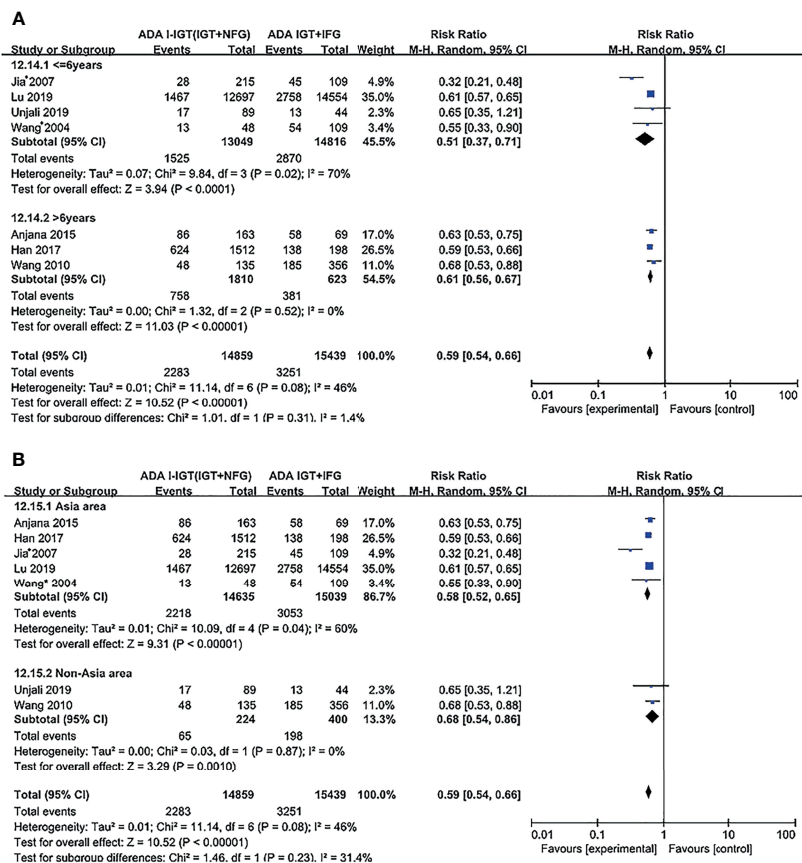 A
ADA I-IGT(IGT+NFG) ADA IGT+IFG Risk Ratio Risk Ratio
Study or Subgroup Events Total Events Total Weight M-H, Random, 95% CI M-H, Random, 95% CI
12.14.1 <=6years
Jia*2007 28 215 45 109 4.9% 0.32 [0.21, 0.48]
Lu 2019 1467 12697 2758 14554 35.0% 0.61 [0.57, 0.65]
Unjali 2019 17 89 13 44 2.3% 0.65 [0.35, 1.21]
Wang*2004 13 48 54 109 3.4% 0.55 [0.33, 0.90]
Subtotal (95% CI) 13049 14816 45.5% 0.51 [0.37, 0.71]
Total events 1525 2870
Heterogeneity: Tau² = 0.07; Chi² = 9.84, df = 3 (P = 0.02); I² = 70%
Test for overall effect: Z = 3.94 (P < 0.0001)
12.14.2 >6years
Anjana 2015 86 163 58 69 17.0% 0.63 [0.53, 0.75]
Han 2017 624 1512 138 198 26.5% 0.59 [0.53, 0.66]
Wang 2010 48 135 185 356 11.0% 0.68 [0.53, 0.88]
Subtotal (95% CI) 1810 623 54.5% 0.61 [0.56, 0.67]
Total events 758 381
Heterogeneity: Tau² = 0.00; Chi² = 1.32, df = 2 (P = 0.52); I² = 0%
Test for overall effect: Z = 11.03 (P < 0.00001)
Total (95% CI) 14859 15439 100.0% 0.59 [0.54, 0.66]
Total events 2283 3251
Heterogeneity: Tau² = 0.01; Chi² = 11.14, df = 6 (P = 0.08); I² = 46%
Test for overall effect: Z = 10.52 (P < 0.00001)
Test for subgroup differences: Chi² = 1.01, df = 1 (P = 0.31), I² = 1.4%
0.01 0.1 1 10 100
Favours [experimental] Favours [control]
B
ADA I-IGT(IGT+NFG) ADA IGT+IFG Risk Ratio Risk Ratio
Study or Subgroup Events Total Events Total Weight M-H, Random, 95% CI M-H, Random, 95% CI
12.15.1 Asia area
Anjana 2015 86 163 58 69 17.0% 0.63 [0.53, 0.75]
Han 2017 624 1512 138 198 26.5% 0.59 [0.53, 0.66]
Jia*2007 28 215 45 109 4.9% 0.32 [0.21, 0.48]
Lu 2019 1467 12697 2758 14554 35.0% 0.61 [0.57, 0.65]
Wang* 2004 13 48 54 109 3.4% 0.55 [0.33, 0.90]
Subtotal (95% CI) 14635 15039 86.7% 0.58 [0.52, 0.65]
Total events 2218 3053
Heterogeneity: Tau² = 0.01; Chi² = 10.09, df = 4 (P = 0.04); I² = 60%
Test for overall effect: Z = 9.31 (P < 0.00001)
12.15.2 Non-Asia area
Unjali 2019 17 89 13 44 2.3% 0.65 [0.35, 1.21]
Wang 2010 48 135 185 356 11.0% 0.68 [0.53, 0.88]
Subtotal (95% CI) 224 400 13.3% 0.68 [0.54, 0.86]
Total events 65 198
Heterogeneity: Tau² = 0.00; Chi² = 0.03, df = 1 (P = 0.87); I² = 0%
Test for overall effect: Z = 3.29 (P = 0.0010)
Total (95% CI) 14859 15439 100.0% 0.59 [0.54, 0.66]
Total events 2283 3251
Heterogeneity: Tau² = 0.01; Chi² = 11.14, df = 6 (P = 0.08); I² = 46%
Test for overall effect: Z = 10.52 (P < 0.00001)
Test for subgroup differences: Chi² = 1.46, df = 1 (P = 0.23), I² = 31.4%
0.01 0.1 1 10 100
Favours [experimental] Favours [control]